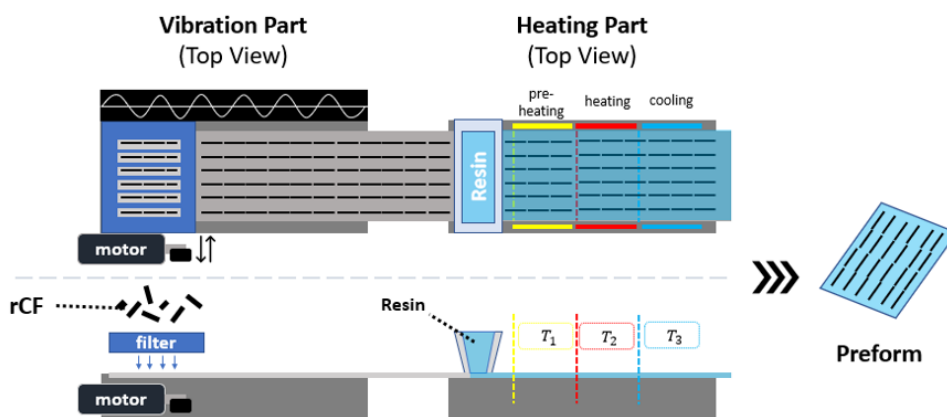 Vibration Part
(Top View)
Heating Part
(Top View)
pre-
heating
heating
cooling
Resin
motor
rCF
filter
motor
Resin
T₁
T₂
T₃
Preform